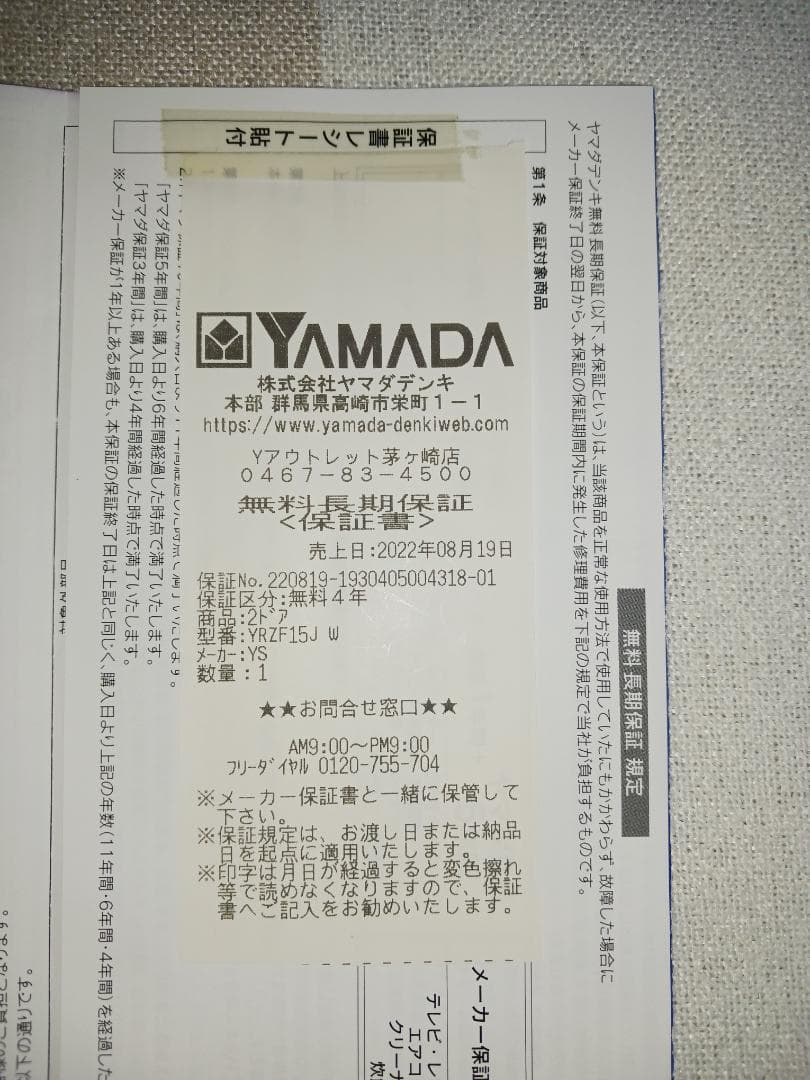 保証書レシート貼付
YAMADA
株式会社ヤマダデンキ
本部 群馬県高崎市栄町1-1
https://www.yamada-denkiweb.com
Yアウトレット茅ヶ崎店
0467-83-4500
無料長期保証
<保証書>
売上日:2022年08月19日
保証No.220819-1930405004318-01
保証区分:無料4年
商品:2ドア
型番:YRZF15J W
メーカー:YS
数量:1
★★お問合せ窓口★★
AM9:00~PM9:00
フリーダイヤル 0120-755-704
※メーカー保証書と一緒に保管して
下さい。
※保証規定は、お渡し日または納品
日を起点に適用いたします。
※印字は月日が経過すると変色擦れ
等で読めなくなりますので、保証
書へご記入をお勧めいたします。
無料長期保証 規定
ヤマダデンキ無料長期保証(以下、本保証という)は、当該商品を正常な使用方法で使用していたにもかかわらず、故障した場合に
メーカー保証終了日の翌日から、本保証の保証期間内に発生した修理費用を下記の規定で当社が負担するものです。
第1条 保証対象商品
「ヤマダ保証5年間」は、購入日より6年間経過した時点で満了いたします。
「ヤマダ保証3年間」は、購入日より4年間経過した時点で満了いたします。
※メーカー保証が1年以上ある場合も、本保証の保証終了日は上記と同じく、購入日より上記の年数(11年間・6年間・4年間)を経過した
メーカー保証
テレビ・レ
エアコ
クリーナ